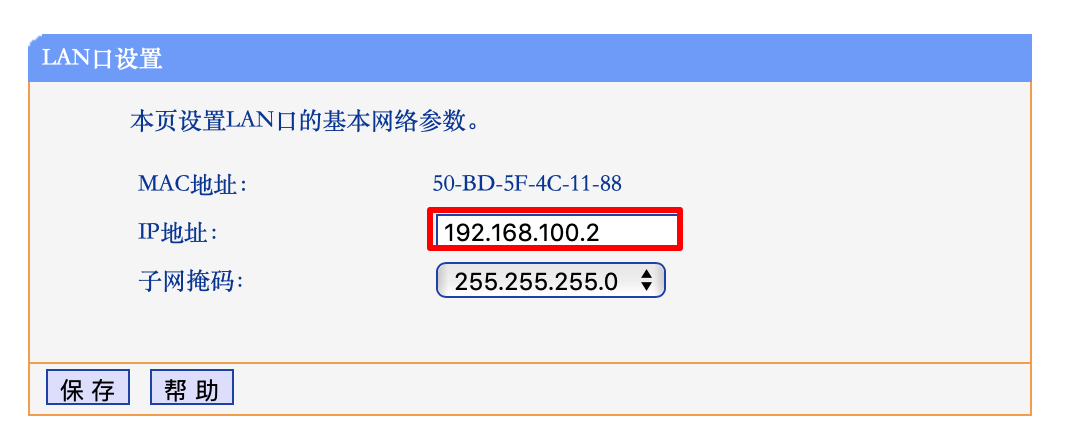 LAN口设置
本页设置LAN口的基本网络参数。
MAC地址: 50-BD-5F-4C-11-88
IP地址: 192.168.100.2
子网掩码: 255.255.255.0
保 存 帮 助